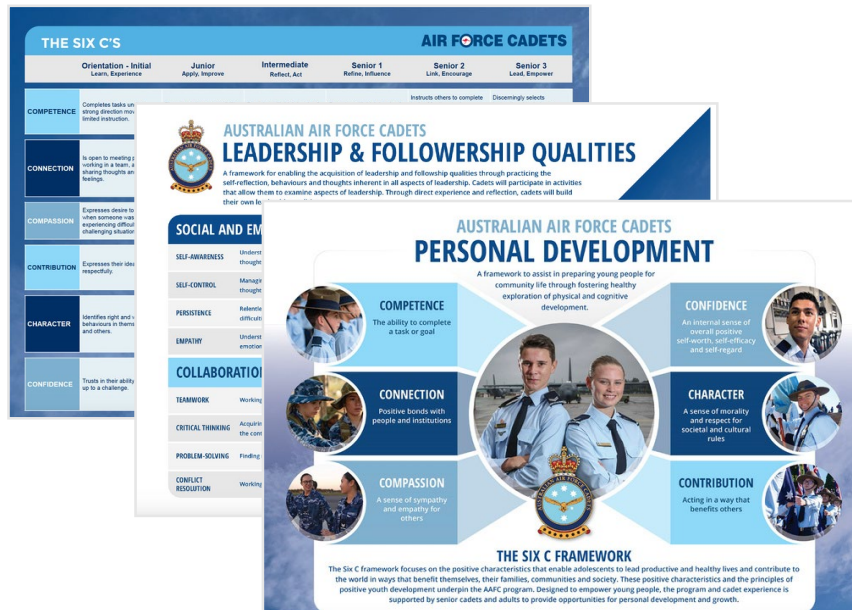 THE SIX C'S
AIR FORCE CADETS
Orientation - Initial
Learn, Experience
Junior
Apply, Improve
Intermediate
Reflect, Act
Senior 1
Refine, Influence
Senior 2
Link, Encourage
Senior 3
Lead, Empower
COMPETENCE
Completes tasks
strong direction
limited instruction.
Instructs others to complete
Discerningly selects
CONNECTION
Is open to meeting
working in a team,
sharing thoughts
feelings.
COMPASSION
Expresses desire to
when someone
experiencing
challenging
CONTRIBUTION
Expresses their
respectfully.
CHARACTER
Identifies right and
behaviours in
and others.
CONFIDENCE
Trusts in their ability
up to a challenge.
AUSTRALIAN AIR FORCE CADETS
LEADERSHIP & FOLLOWERSHIP QUALITIES
A framework for enabling the acquisition of leadership and followship qualities through practicing the
self-reflection, behaviours and thoughts inherent in all aspects of leadership. Cadets will participate in activities
that allow them to examine aspects of leadership. Through direct experience and reflection, cadets will build
their own
SOCIAL AND
SELF-AWARENESS
SELF-CONTROL
PERSISTENCE
EMPATHY
TEAMWORK
Working
CRITICAL THINKING
the
PROBLEM-SOLVING
Finding
CONFLICT
RESOLUTION
Working
AUSTRALIAN AIR FORCE CADETS
PERSONAL DEVELOPMENT
A framework to assist in preparing young people for
community life through fostering healthy
exploration of physical and cognitive
development.
COMPETENCE
The ability to complete
a task or goal
CONNECTION
Positive bonds with
people and institutions
COMPASSION
A sense of sympathy
and empathy for
others
CONFIDENCE
An internal sense of
overall positive
self-worth, self-efficacy
and self-regard
CHARACTER
A sense of morality
and respect for
societal and cultural
rules
CONTRIBUTION
Acting in a way that
benefits others
AUSTRALIAN AIR FORCE CADETS
THE SIX C FRAMEWORK
The Six C framework focuses on the positive characteristics that enable adolescents to lead productive and healthy lives and contribute to
the world in ways that benefit themselves, their families, communities and society. These positive characteristics and the principles of
positive youth development underpin the AAFC program. Designed to empower young people, the program and cadet experience is
supported by senior cadets and adults to provide opportunities for personal development and growth.